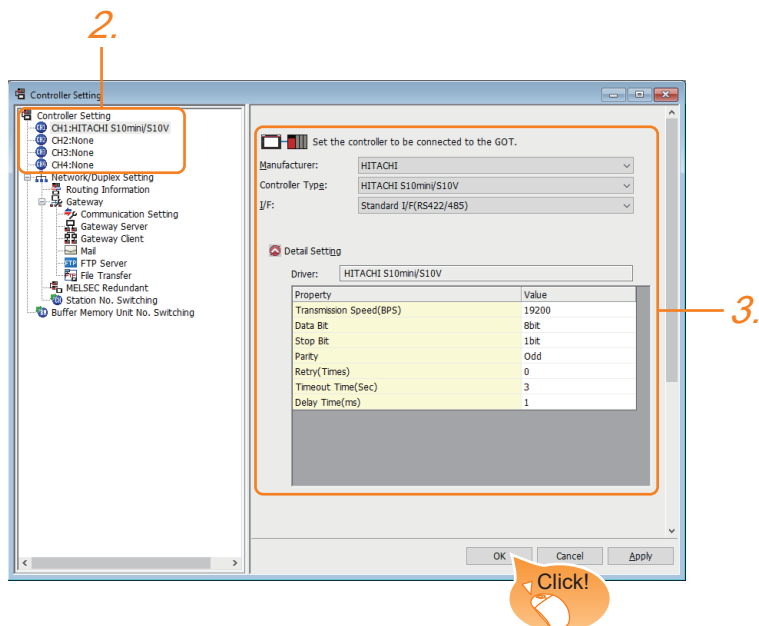 2.
Controller Setting
Controller Setting
CH1:HITACHI S10mini/S10V
CH2:None
CH3:None
CH4:None
Network/Duplex Setting
Routing Information
Gateway
Communication Setting
Gateway Server
Gateway Client
Mail
FTP FTP Server
File Transfer
MELSEC Redundant
Station No. Switching
Buffer Memory Unit No. Switching
Set the controller to be connected to the GOT.
Manufacturer: HITACHI
Controller Type: HITACHI S10mini/S10V
I/F: Standard I/F(RS422/485)
Detail Setting
Driver: HITACHI S10mini/S10V
Property Value
Transmission Speed(BPS) 19200
Data Bit 8bit
Stop Bit 1bit
Parity Odd
Retry(Times) 0
Timeout Time(Sec) 3
Delay Time(ms) 1
3.
OK Cancel Apply
Click!